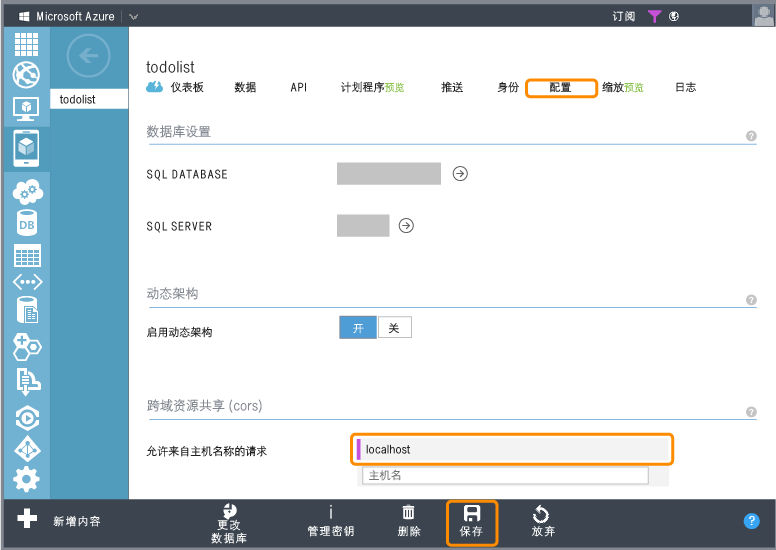 Microsoft Azure
订阅
todolist
todolist
仪表板 数据 API 计划程序预览 推送 身份 配置 缩放预览 日志
数据库设置 ?
SQL DATABASE
SQL SERVER
动态架构 ?
启用动态架构 开 关
跨域资源共享 (cors) ?
允许来自主机名称的请求 localhost
主机名
DB
新增内容
更改
数据库
管理密钥
删除
保存
放弃
?